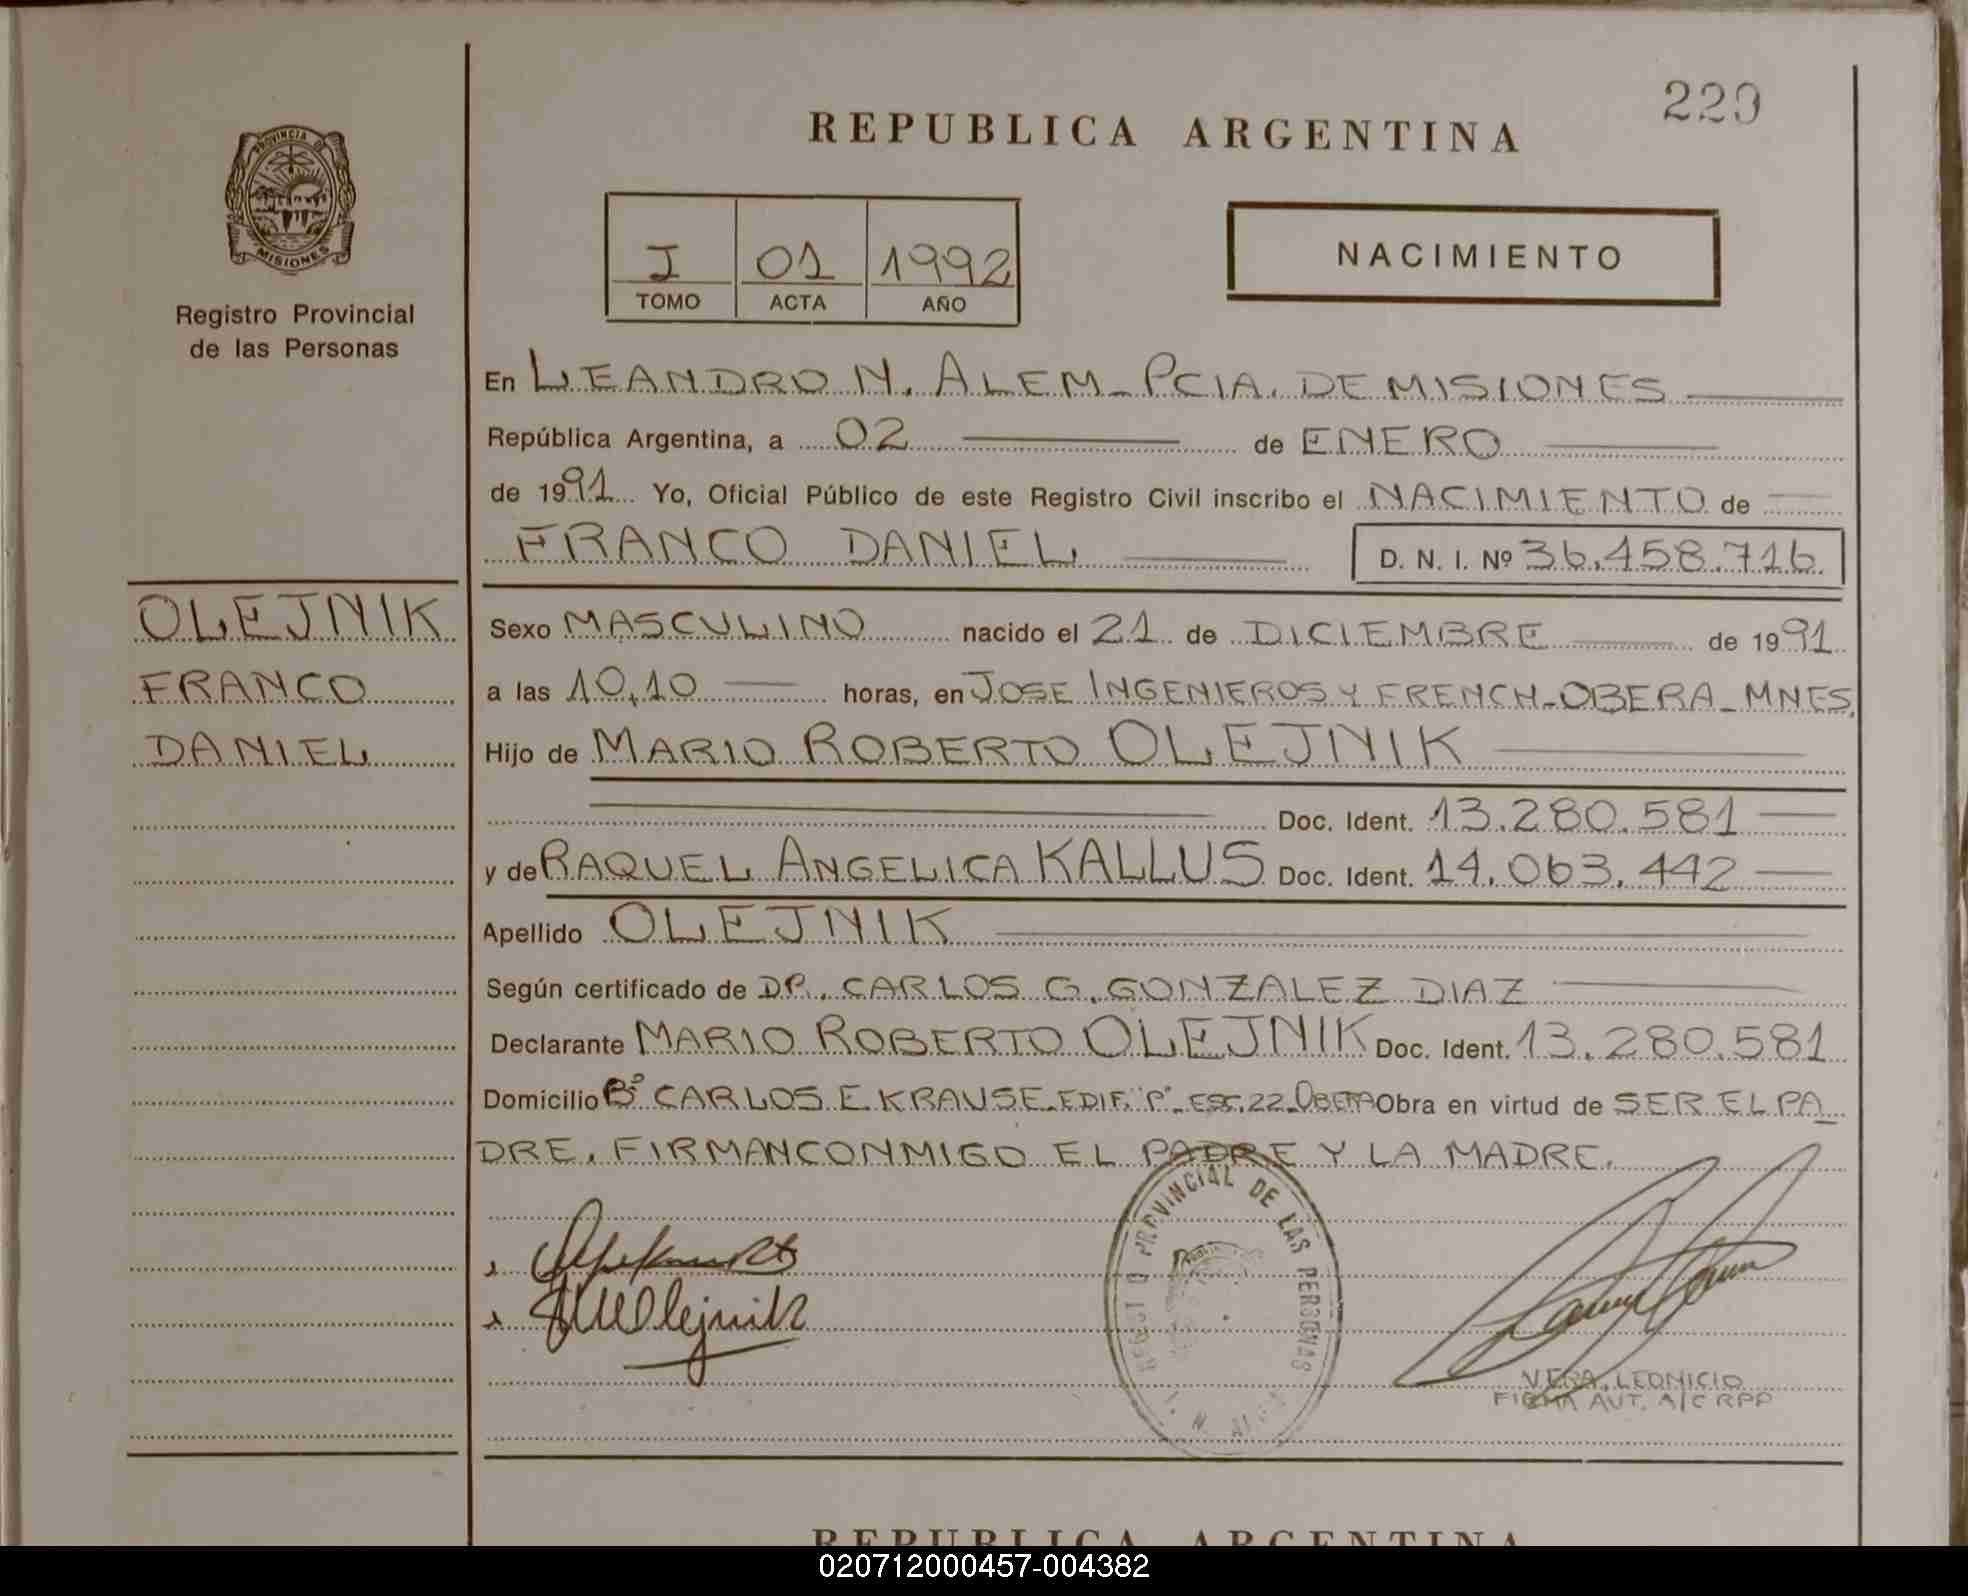 229
REPUBLICA ARGENTINA
PROVINCIA DE
MISIONES
Registro Provincial
de las Personas
I 01 1992
TOMO ACTA AÑO
NACIMIENTO
En LEANDRO N. ALEM - PCIA. DE MISIONES
República Argentina, a 02 de ENERO
de 1991 Yo, Oficial Público de este Registro Civil inscribo el NACIMIENTO de
FRANCO DANIEL D. N. I. Nº 36.458.716
OLEJNIK
FRANCO
DANIEL
Sexo MASCULINO nacido el 21 de DICIEMBRE de 1991
a las 10,10 horas, en JOSE INGENIEROS Y FRENCH - OBERA - MNES.
Hijo de MARIO ROBERTO OLEJNIK
Doc. Ident. 13.280.581
y de RAQUEL ANGELICA KALLUS Doc. Ident. 14.063.442
Apellido OLEJNIK
Según certificado de DR. CARLOS G. GONZALEZ DIAZ
Declarante MARIO ROBERTO OLEJNIK Doc. Ident. 13.280.581
Domicilio Bº CARLOS E KRAUSE - EDIF. "P" - ESC. 22 - OBERA Obra en virtud de SER EL PA
DRE. FIRMAN CONMIGO EL PADRE Y LA MADRE.
REGISTRO PROVINCIAL DE LAS PERSONAS
Olejnik
VERA, LEONICIO
FIRMA AUT. A/C RPP
REPUBLICA ARGENTINA
020712000457-004382